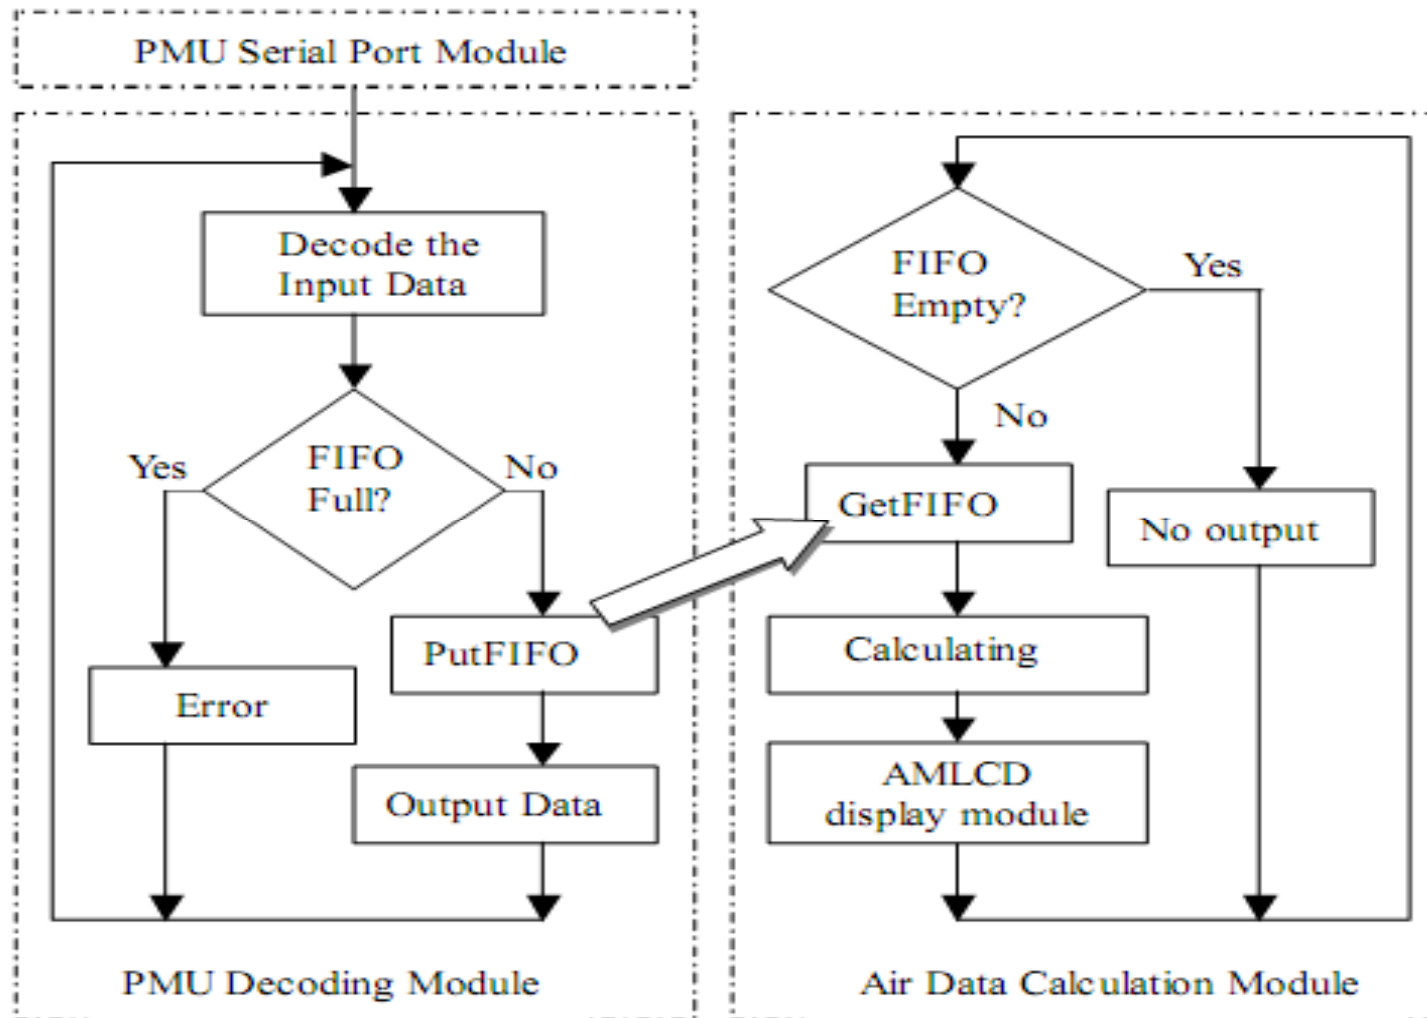 PMU Serial Port Module
Decode the
Input Data
FIFO
Full?
Yes
No
Error
PutFIFO
Output Data
PMU Decoding Module
FIFO
Empty?
Yes
No
GetFIFO
No output
Calculating
AMLCD
display module
Air Data Calculation Module